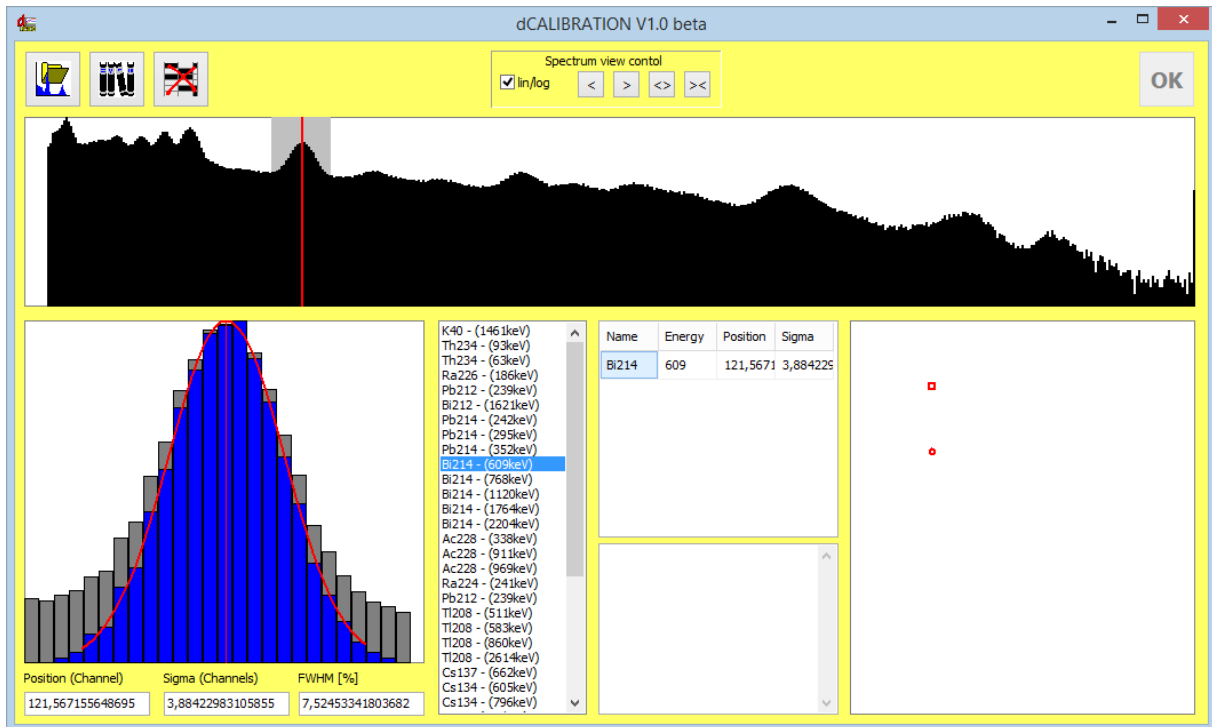 dCALIBRATION V1.0 beta
Spectrum view contol
lin/log < > <> ><
OK
K40 - (1461keV)
Th234 - (93keV)
Th234 - (63keV)
Ra226 - (186keV)
Pb212 - (239keV)
Bi212 - (1621keV)
Pb214 - (242keV)
Pb214 - (295keV)
Pb214 - (352keV)
Bi214 - (609keV)
Bi214 - (768keV)
Bi214 - (1120keV)
Bi214 - (1764keV)
Bi214 - (2204keV)
Ac228 - (338keV)
Ac228 - (911keV)
Ac228 - (969keV)
Ra224 - (241keV)
Pb212 - (239keV)
Tl208 - (511keV)
Tl208 - (583keV)
Tl208 - (860keV)
Tl208 - (2614keV)
Cs137 - (662keV)
Cs134 - (605keV)
Cs134 - (796keV)
Name Energy Position Sigma
Bi214 609 121,5671 3,884229
Position (Channel) Sigma (Channels) FWHM [%]
121,567155648695 3,88422983105855 7,52453341803682